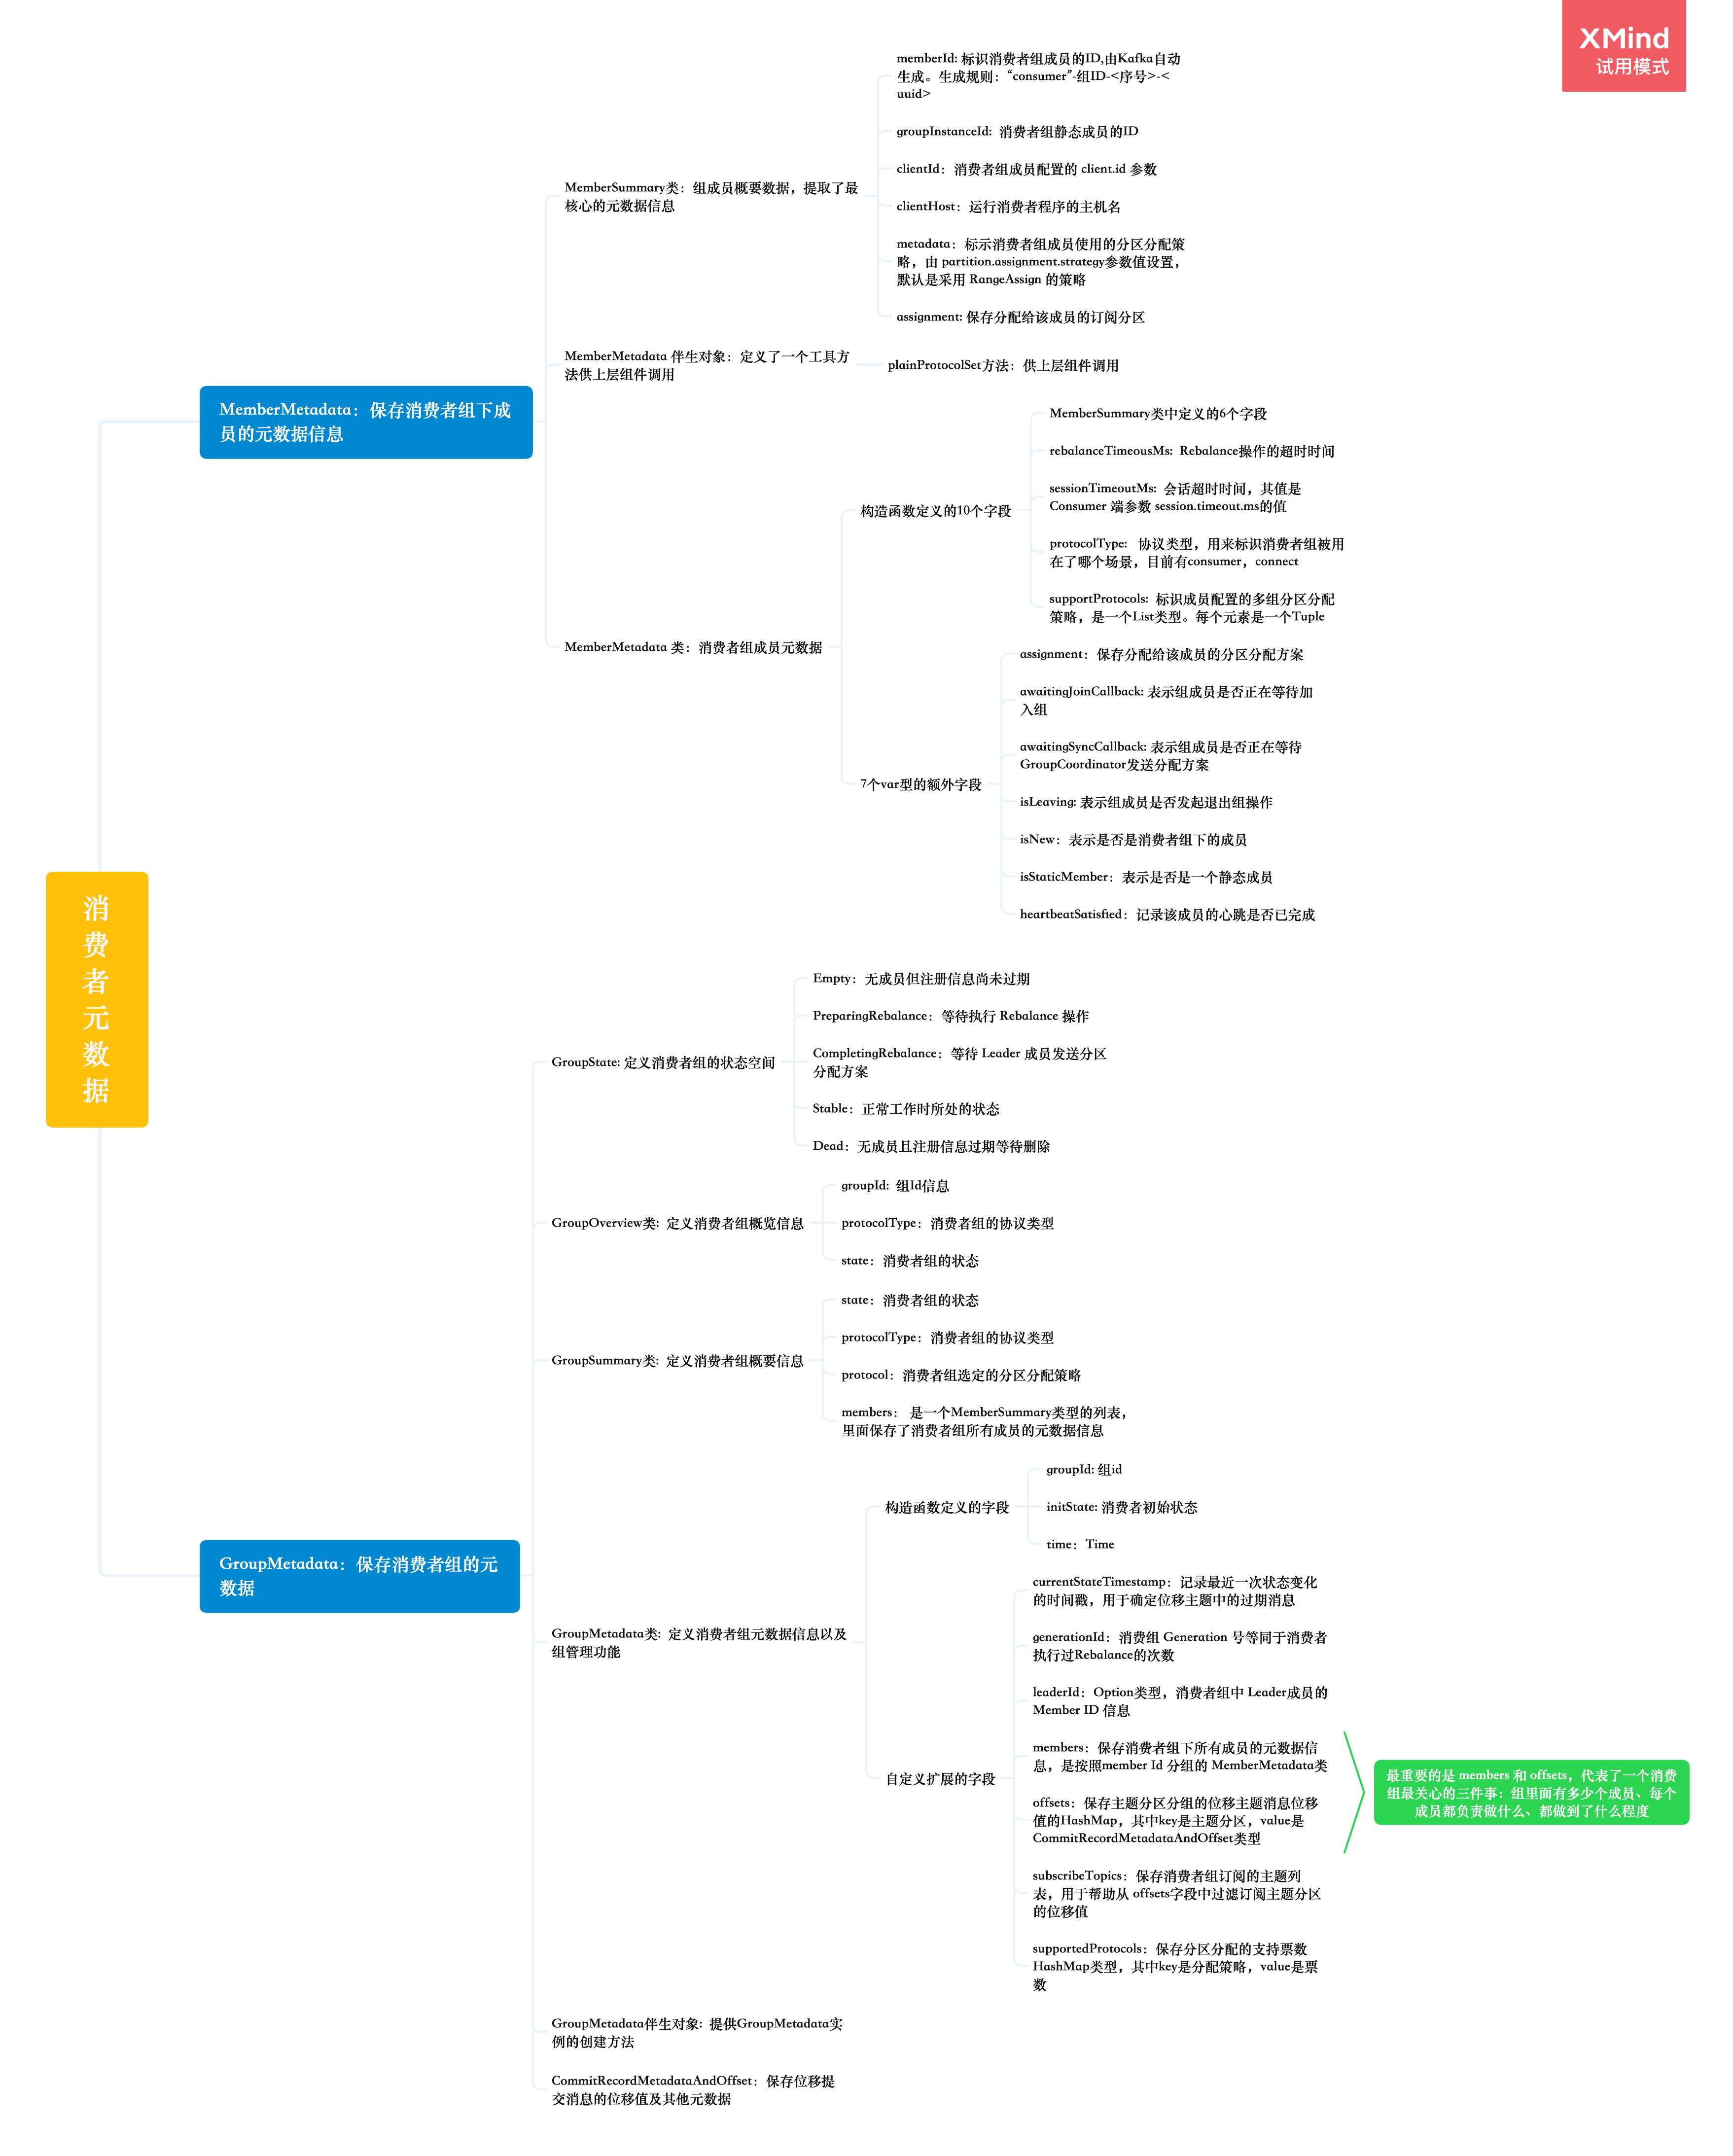 XMind
试用模式
memberId: 标识消费者组成员的ID,由Kafka自动
生成。生成规则：“consumer”-组ID-<序号>-<
uuid>
groupInstanceId：消费者组静态成员的ID
clientId：消费者组成员配置的 client.id 参数
MemberSummary类：组成员概要数据，提取了最
核心的元数据信息
clientHost：运行消费者程序的主机名
metadata：标示消费者组成员使用的分区分配策
略，由 partition.assignment.strategy参数值设置，
默认是采用 RangeAssign 的策略
assignment: 保存分配给该成员的订阅分区
MemberMetadata 伴生对象：定义了一个工具方
法供上层组件调用
plainProtocolSet方法：供上层组件调用
MemberMetadata：保存消费者组下成
员的元数据信息
MemberSummary类中定义的6个字段
rebalanceTimeousMs：Rebalance操作的超时时间
sessionTimeoutMs：会话超时时间，其值是
Consumer 端参数 session.timeout.ms的值
构造函数定义的10个字段
protocolType： 协议类型，用来标识消费者组被用
在了哪个场景，目前有consumer，connect
supportProtocols：标识成员配置的多组分区分配
策略，是一个List类型。每个元素是一个Tuple
MemberMetadata 类：消费者组成员元数据
assignment：保存分配给该成员的分区分配方案
awaitingJoinCallback: 表示组成员是否正在等待加
入组
awaitingSyncCallback: 表示组成员是否正在等待
GroupCoordinator发送分配方案
7个var型的额外字段
isLeaving: 表示组成员是否发起退出组操作
isNew：表示是否是消费者组下的成员
isStaticMember：表示是否是一个静态成员
heartbeatSatisfied：记录该成员的心跳是否已完成
消
费
者
元
数
据
Empty：无成员但注册信息尚未过期
PreparingRebalance：等待执行 Rebalance 操作
GroupState: 定义消费者组的状态空间
CompletingRebalance：等待 Leader 成员发送分区
分配方案
Stable：正常工作时所处的状态
Dead：无成员且注册信息过期等待删除
groupId：组Id信息
GroupOverview类：定义消费者组概览信息
protocolType：消费者组的协议类型
state：消费者组的状态
state：消费者组的状态
protocolType：消费者组的协议类型
GroupSummary类：定义消费者组概要信息
protocol：消费者组选定的分区分配策略
members： 是一个MemberSummary类型的列表，
里面保存了消费者组所有成员的元数据信息
groupId: 组id
构造函数定义的字段
initState: 消费者初始状态
time：Time
GroupMetadata：保存消费者组的元
数据
currentStateTimestamp：记录最近一次状态变化
的时间戳，用于确定位移主题中的过期消息
GroupMetadata类：定义消费者组元数据信息以及
组管理功能
generationId：消费组 Generation 号等同于消费者
执行过Rebalance的次数
leaderId：Option类型，消费者组中 Leader成员的
Member ID 信息
members：保存消费者组下所有成员的元数据信
息，是按照member Id 分组的 MemberMetadata类
自定义扩展的字段
offsets：保存主题分区分组的位移主题消息位移
值的HashMap，其中key是主题分区，value是
CommitRecordMetadataAndOffset类型
最重要的是 members 和 offsets，代表了一个消费
组最关心的三件事：组里面有多少个成员、每个
成员都负责做什么、都做到了什么程度
subscribeTopics：保存消费者组订阅的主题列
表，用于帮助从 offsets字段中过滤订阅主题分区
的位移值
supportedProtocols：保存分区分配的支持票数
HashMap类型，其中key是分配策略，value是票
数
GroupMetadata伴生对象：提供GroupMetadata实
例的创建方法
CommitRecordMetadataAndOffset：保存位移提
交消息的位移值及其他元数据